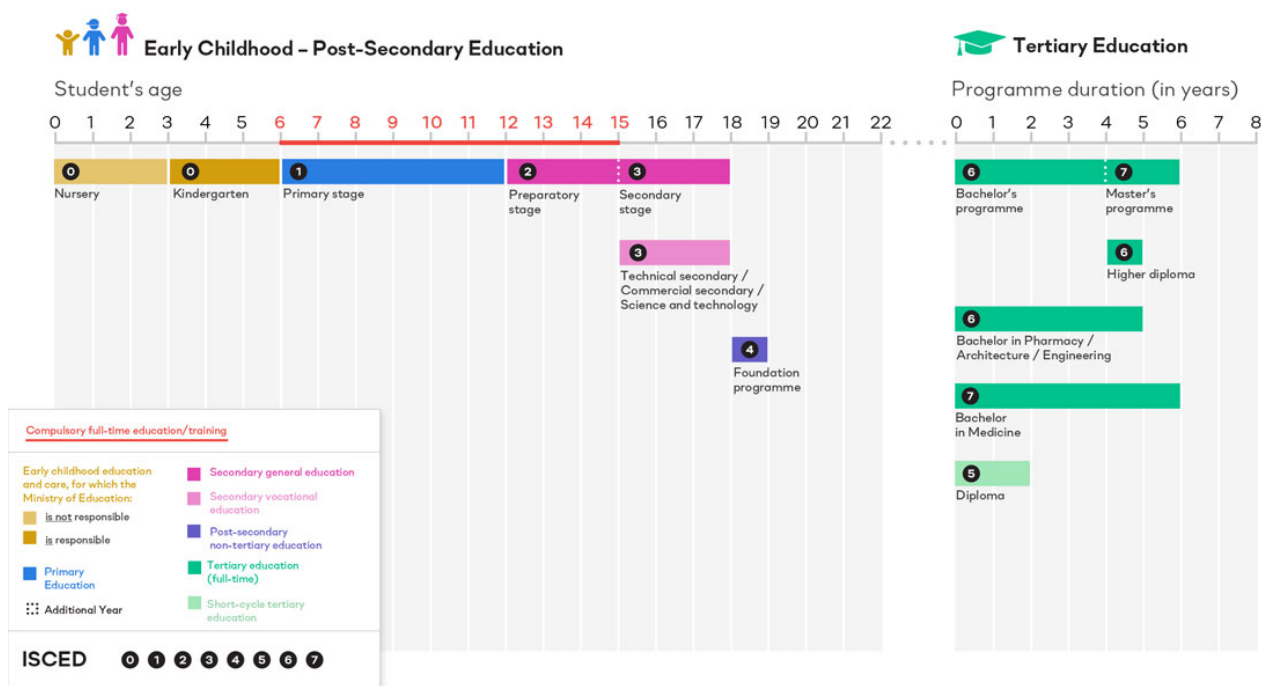 Early Childhood – Post-Secondary Education
Student's age
0 1 2 3 4 5 6 7 8 9 10 11 12 13 14 15 16 17 18 19 20 21 22
0
Nursery
0
Kindergarten
1
Primary stage
2
Preparatory
stage
3
Secondary
stage
3
Technical secondary /
Commercial secondary /
Science and technology
4
Foundation
programme
Tertiary Education
Programme duration (in years)
0 1 2 3 4 5 6 7 8
6
Bachelor's
programme
7
Master's
programme
6
Higher diploma
6
Bachelor in Pharmacy /
Architecture / Engineering
7
Bachelor
in Medicine
5
Diploma
Compulsory full-time education/training
Early childhood education
and care, for which the
Ministry of Education:
is not responsible
is responsible
Primary
Education
Additional Year
Secondary general education
Secondary vocational
education
Post-secondary
non-tertiary education
Tertiary education
(full-time)
Short-cycle tertiary
education
ISCED 0 1 2 3 4 5 6 7